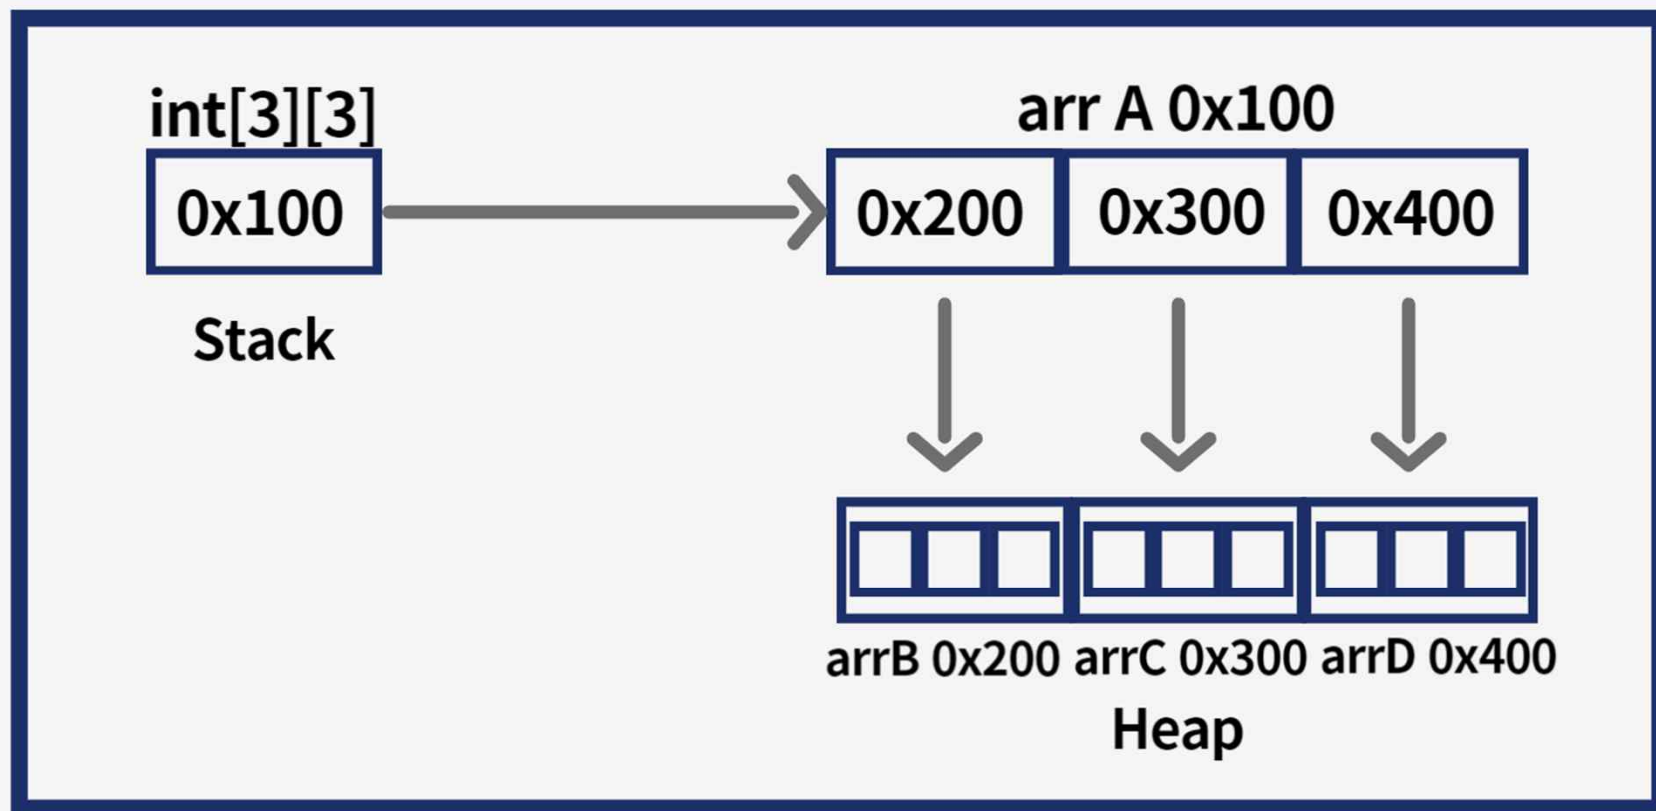 int[3][3]
arr A 0x100
0x100
0x200
0x300
0x400
Stack
arrB 0x200
arrC 0x300
arrD 0x400
Heap